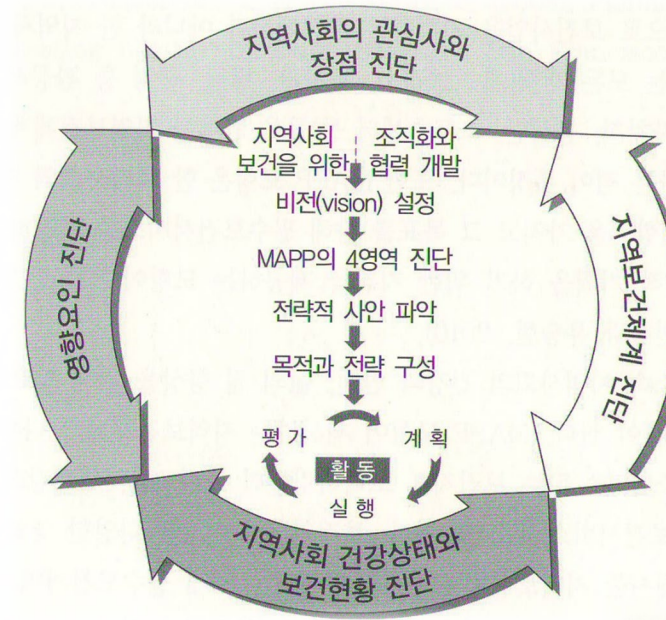 지역사회의 관심사와
장점 진단
지역사회 조직화와
보건을 위한 협력 개발
비전(vision) 설정
MAPP의 4영역 진단
전략적 사안 파악
목적과 전략 구성
평가 계획
활동
실행
영향요인 진단
지역보건체계 진단
지역사회 건강상태와
보건현황 진단